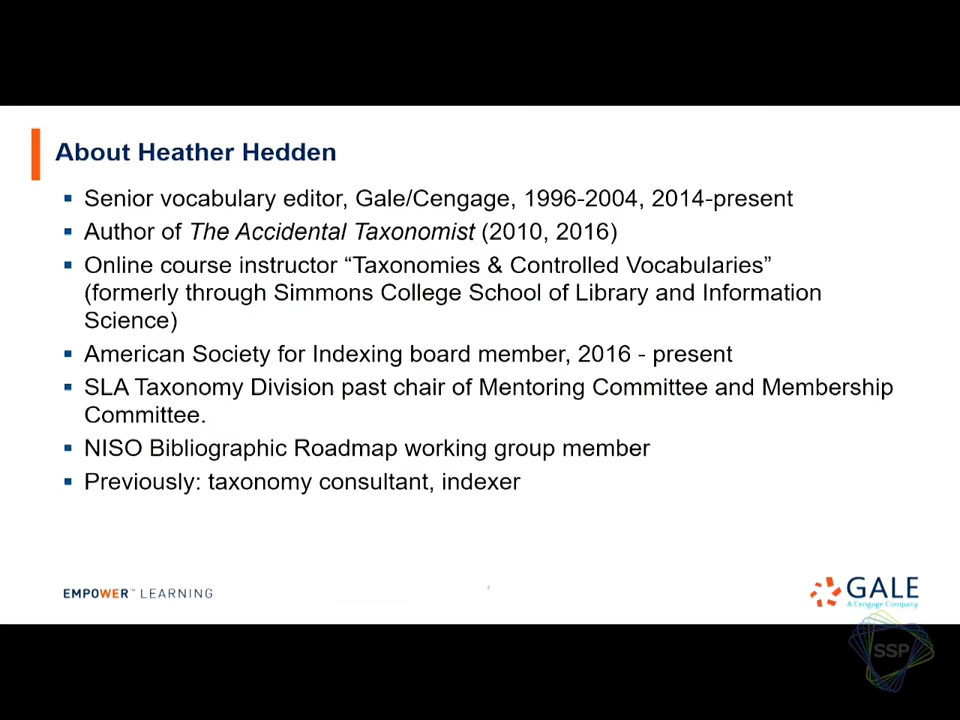 About Heather Hedden
Senior vocabulary editor, Gale/Cengage, 1996-2004, 2014-present
Author of The Accidental Taxonomist (2010, 2016)
Online course instructor “Taxonomies & Controlled Vocabularies”
(formerly through Simmons College School of Library and Information
Science)
American Society for Indexing board member, 2016 - present
SLA Taxonomy Division past chair of Mentoring Committee and Membership
Committee.
NISO Bibliographic Roadmap working group member
Previously: taxonomy consultant, indexer
EMPOWER™ LEARNING
GALE
A Cengage Company
SSP